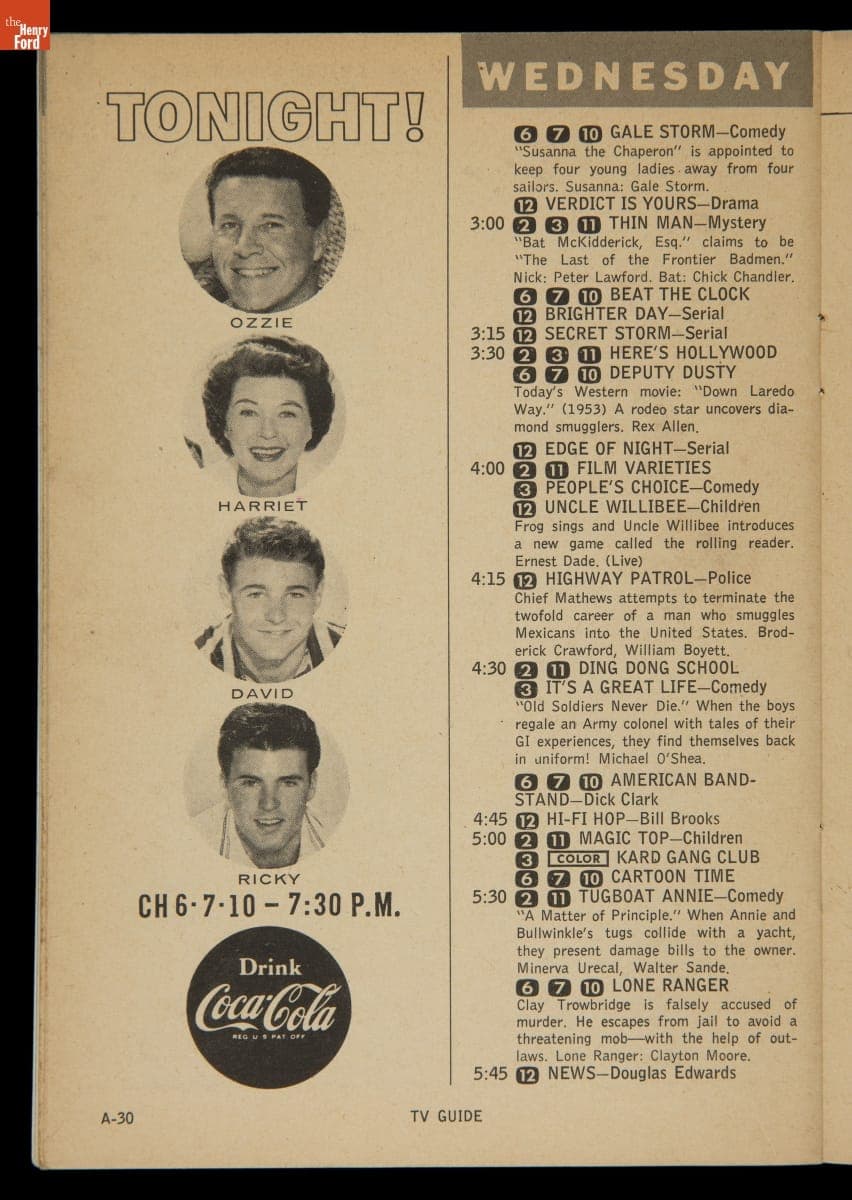 the
Henry
Ford
TONIGHT!
OZZIE
HARRIET
DAVID
RICKY
CH 6·7·10 – 7:30 P.M.
Drink
Coca-Cola
REG U S PAT OFF
A-30
TV GUIDE
WEDNESDAY
6 7 10 GALE STORM—Comedy
"Susanna the Chaperon" is appointed to
keep four young ladies away from four
sailors. Susanna: Gale Storm.
12 VERDICT IS YOURS—Drama
3:00 2 3 11 THIN MAN—Mystery
"Bat McKidderick, Esq." claims to be
"The Last of the Frontier Badmen."
Nick: Peter Lawford. Bat: Chick Chandler.
6 7 10 BEAT THE CLOCK
12 BRIGHTER DAY—Serial
3:15 12 SECRET STORM—Serial
3:30 2 3 11 HERE'S HOLLYWOOD
6 7 10 DEPUTY DUSTY
Today's Western movie: "Down Laredo
Way." (1953) A rodeo star uncovers dia-
mond smugglers. Rex Allen.
12 EDGE OF NIGHT—Serial
4:00 2 11 FILM VARIETIES
3 PEOPLE'S CHOICE—Comedy
12 UNCLE WILLIBEE—Children
Frog sings and Uncle Willibee introduces
a new game called the rolling reader.
Ernest Dade. (Live)
4:15 12 HIGHWAY PATROL—Police
Chief Mathews attempts to terminate the
twofold career of a man who smuggles
Mexicans into the United States. Brod-
erick Crawford, William Boyett.
4:30 2 11 DING DONG SCHOOL
3 IT'S A GREAT LIFE—Comedy
"Old Soldiers Never Die." When the boys
regale an Army colonel with tales of their
GI experiences, they find themselves back
in uniform! Michael O'Shea.
6 7 10 AMERICAN BAND-
STAND—Dick Clark
4:45 12 HI-FI HOP—Bill Brooks
5:00 2 11 MAGIC TOP—Children
3 COLOR KARD GANG CLUB
6 7 10 CARTOON TIME
5:30 2 11 TUGBOAT ANNIE—Comedy
"A Matter of Principle." When Annie and
Bullwinkle's tugs collide with a yacht,
they present damage bills to the owner.
Minerva Urecal, Walter Sande.
6 7 10 LONE RANGER
Clay Trowbridge is falsely accused of
murder. He escapes from jail to avoid a
threatening mob—with the help of out-
laws. Lone Ranger: Clayton Moore.
5:45 12 NEWS—Douglas Edwards